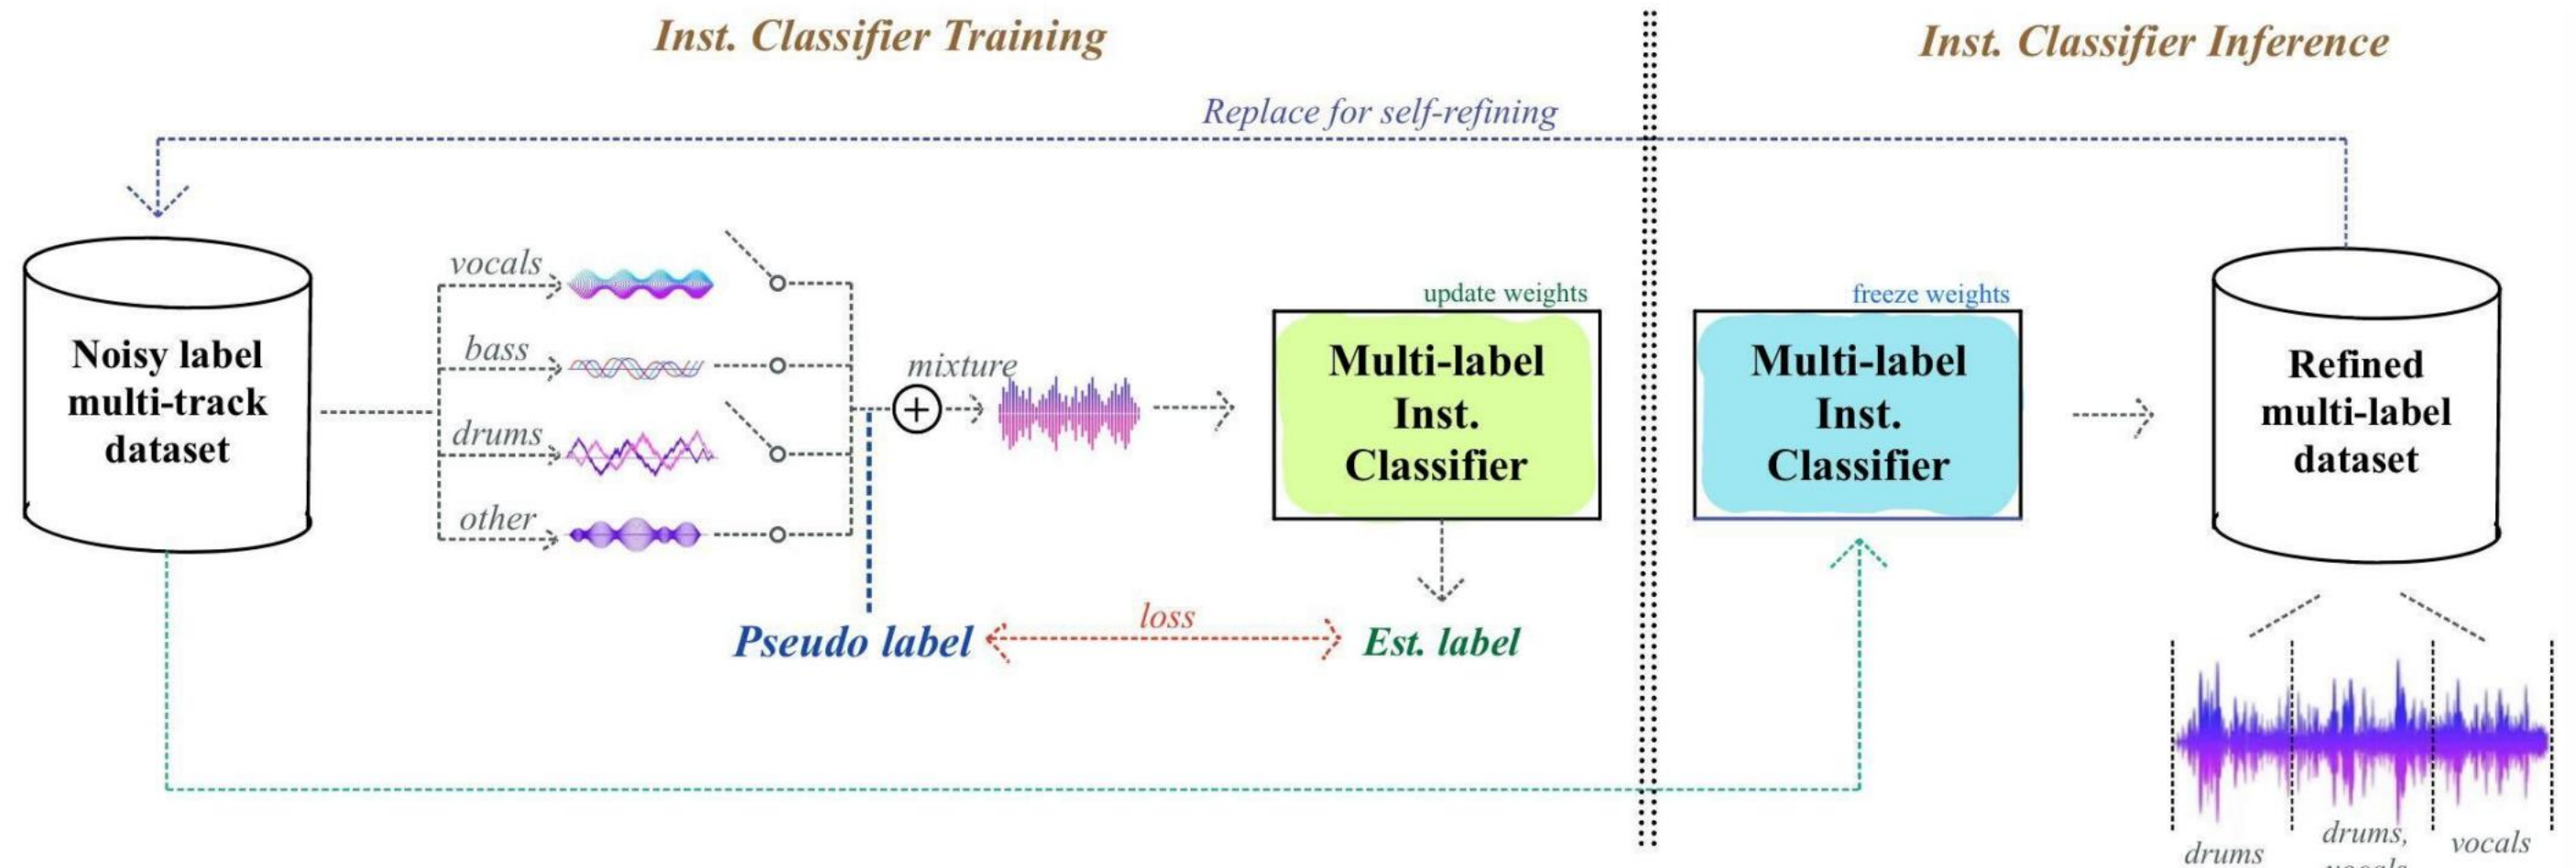 Inst. Classifier Training
Inst. Classifier Inference
Replace for self-refining
Noisy label
multi-track
dataset
vocals
bass
drums
other
mixture
update weights
Multi-label
Inst.
Classifier
Pseudo label
loss
Est. label
freeze weights
Multi-label
Inst.
Classifier
Refined
multi-label
dataset
drums
drums,
vocals